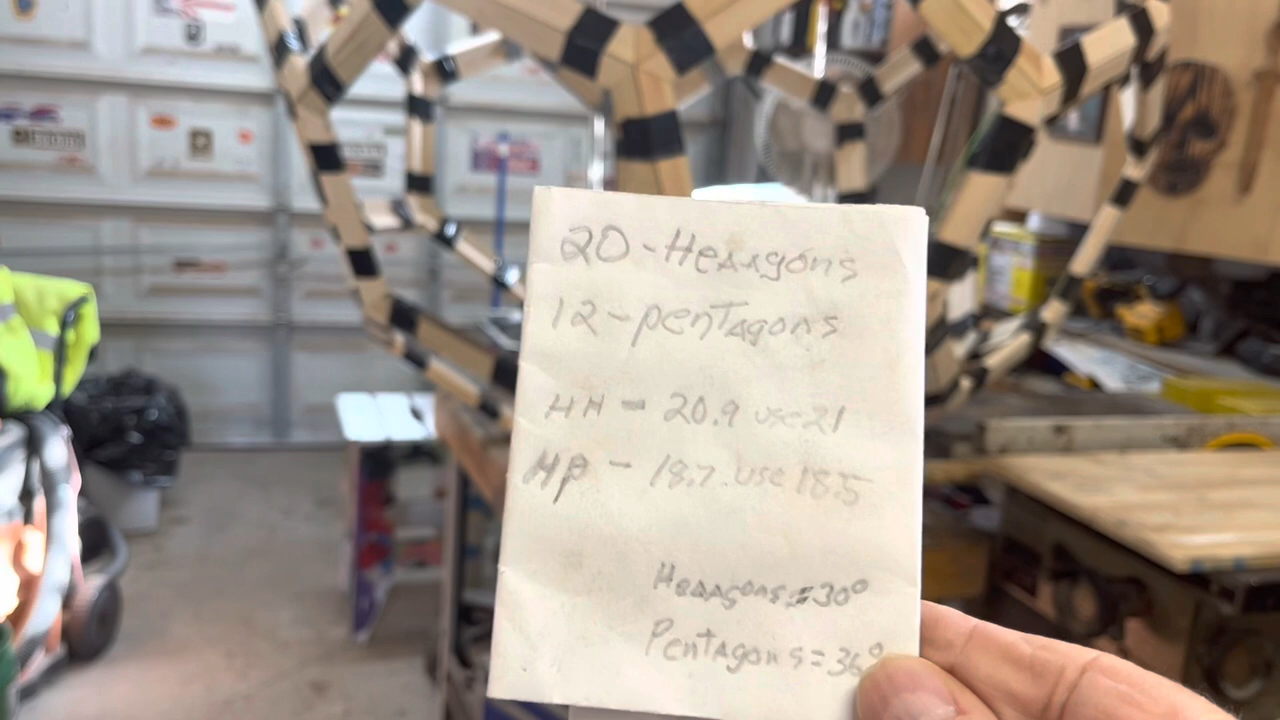 20-Hexagons
12-pentagons
HH - 20.9 use 21
HP - 18.7 use 18.5
Hexagons=30°
Pentagons=36°